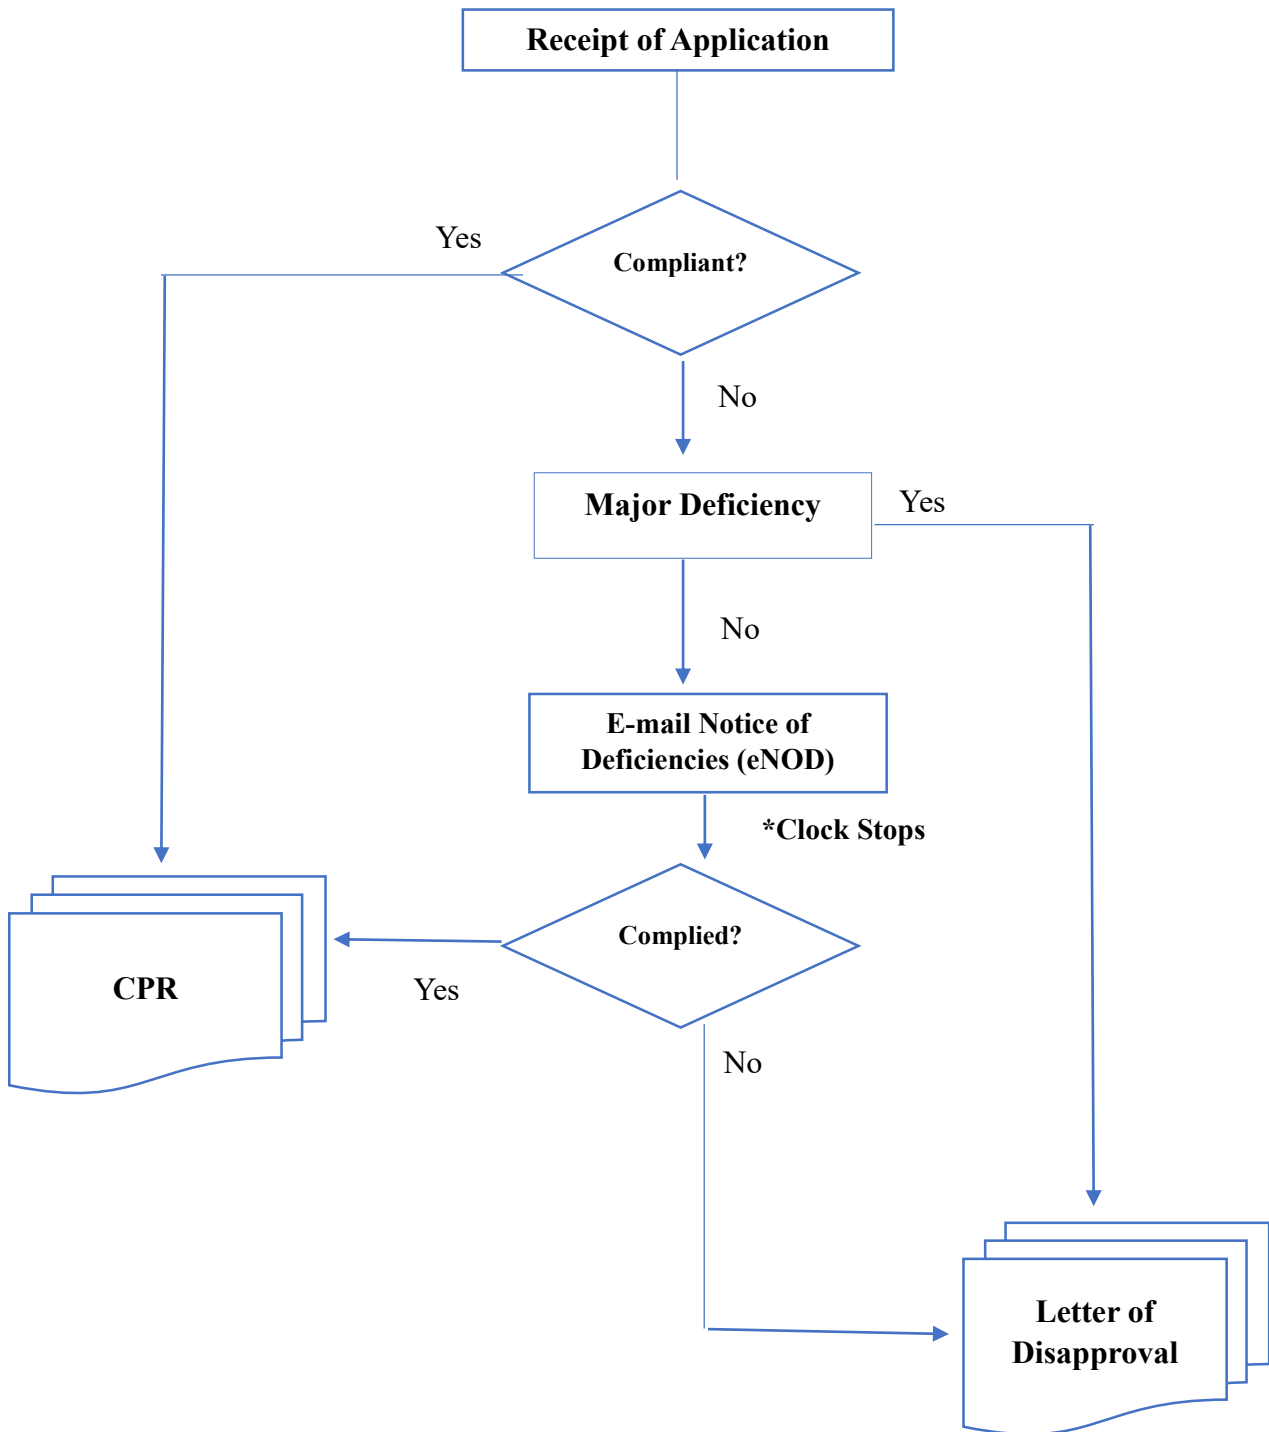 Receipt of Application
Yes
Compliant?
No
Major Deficiency
Yes
No
E-mail Notice of
Deficiencies (eNOD)
*Clock Stops
Complied?
CPR
Yes
No
Letter of
Disapproval